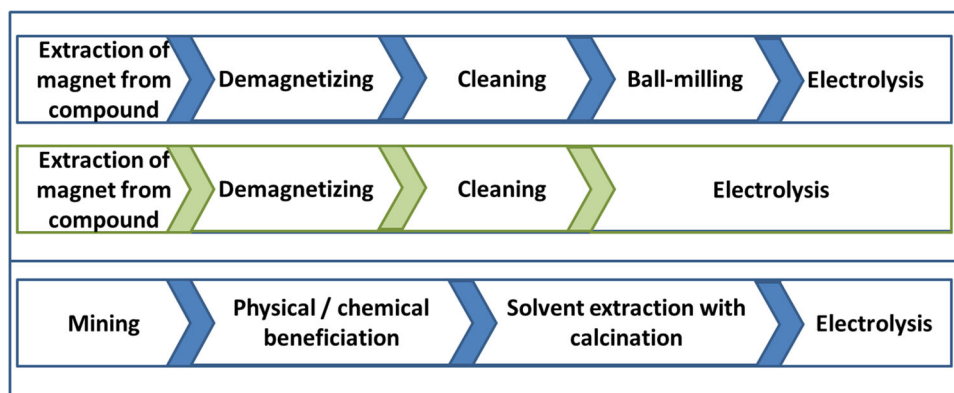 Extraction of
magnet from
compound
Demagnetizing
Cleaning
Ball-milling
Electrolysis
Extraction of
magnet from
compound
Demagnetizing
Cleaning
Electrolysis
Mining
Physical / chemical
beneficiation
Solvent extraction with
calcination
Electrolysis